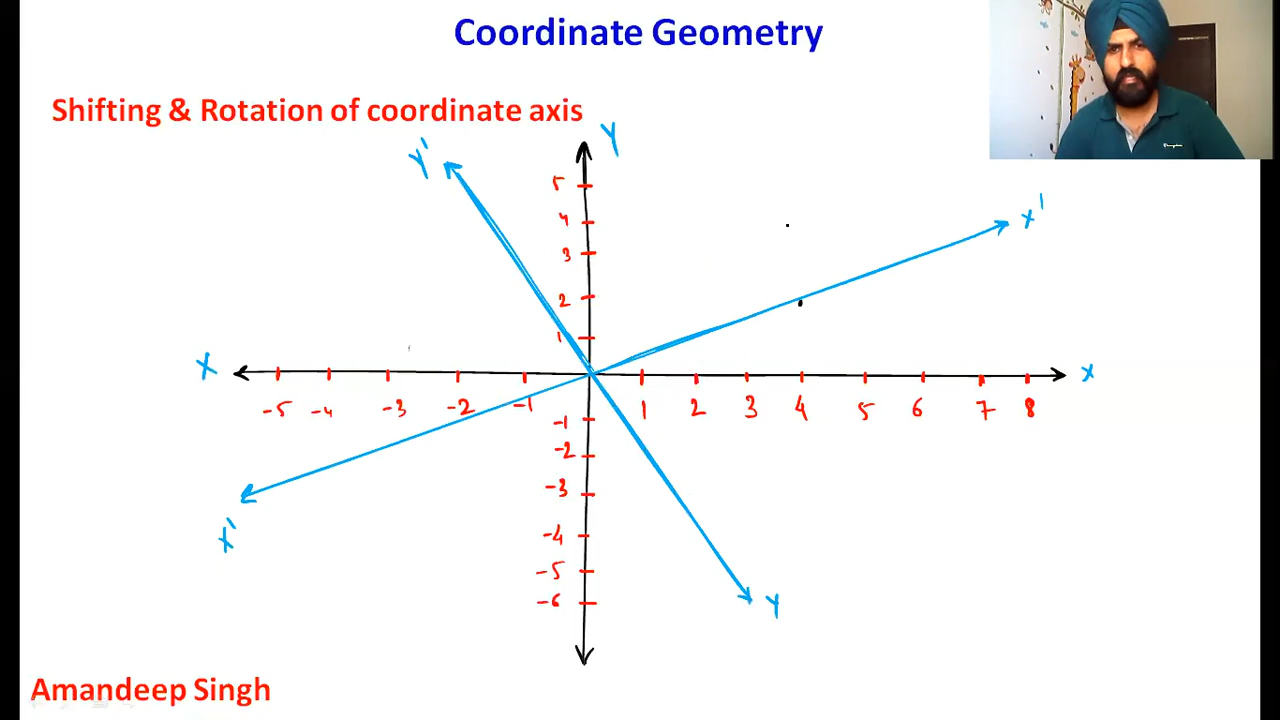 Coordinate Geometry
Shifting & Rotation of coordinate axis
Y' Y
5
4
3
2
1
X' 
X x
-5 -4 -3 -2 -1 1 2 3 4 5 6 7 8
-1
-2
-3
-4
-5
-6
X'
Y
Amandeep Singh